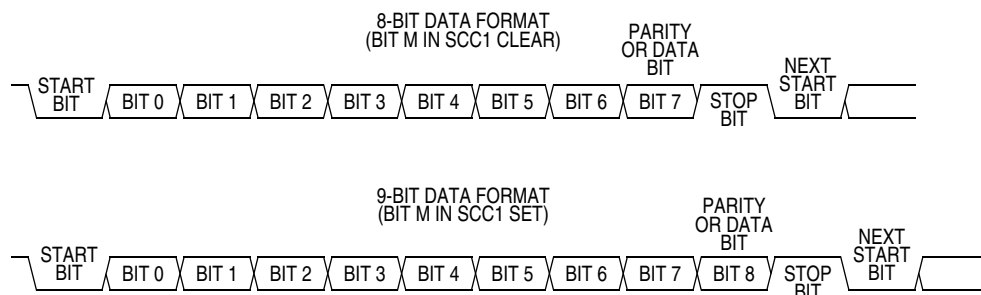 8-BIT DATA FORMAT
(BIT M IN SCC1 CLEAR)
PARITY
OR DATA
BIT
START
BIT
BIT 0
BIT 1
BIT 2
BIT 3
BIT 4
BIT 5
BIT 6
BIT 7
STOP
BIT
NEXT
START
BIT
9-BIT DATA FORMAT
(BIT M IN SCC1 SET)
PARITY
OR DATA
BIT
START
BIT
BIT 0
BIT 1
BIT 2
BIT 3
BIT 4
BIT 5
BIT 6
BIT 7
BIT 8
STOP
BIT
NEXT
START
BIT